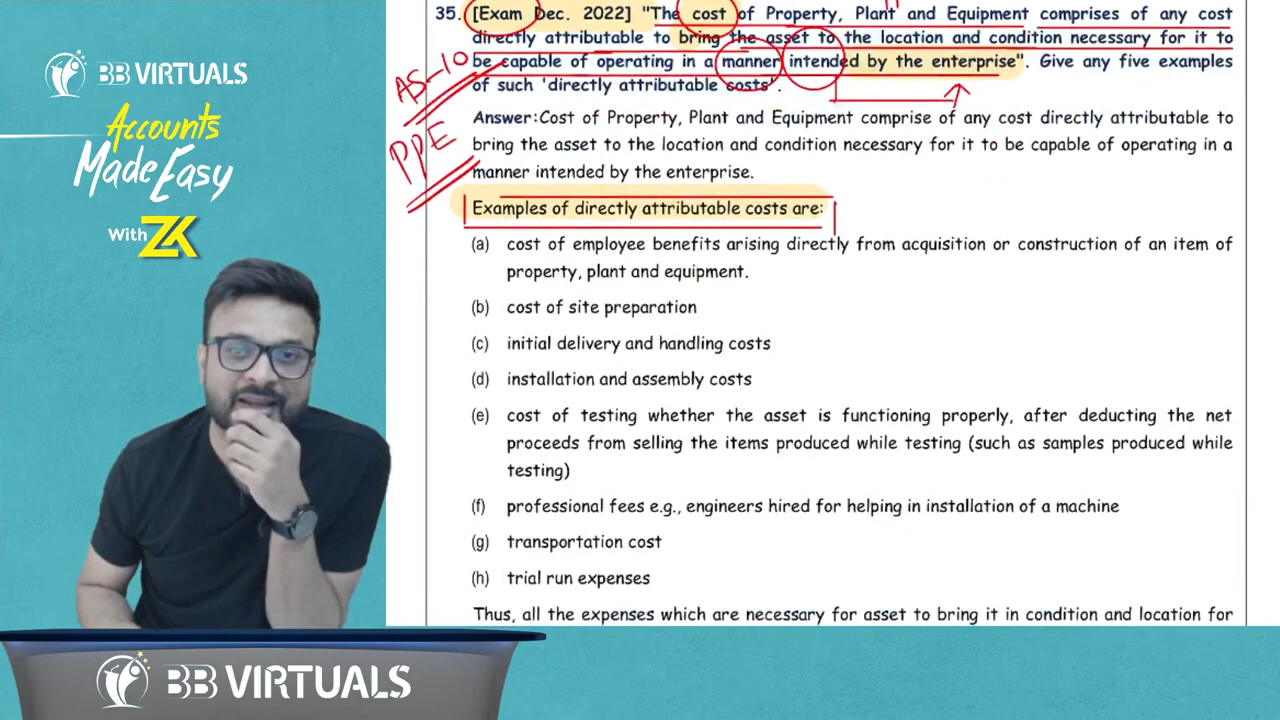 BB VIRTUALS
Accounts
Made Easy
With ZK
35. [Exam Dec. 2022] "The cost of Property, Plant and Equipment comprises of any cost
directly attributable to bring the asset to the location and condition necessary for it to
be capable of operating in a manner intended by the enterprise". Give any five examples
of such 'directly attributable costs'.
AS-10
PPE
Answer:Cost of Property, Plant and Equipment comprise of any cost directly attributable to
bring the asset to the location and condition necessary for it to be capable of operating in a
manner intended by the enterprise.
Examples of directly attributable costs are:
(a) cost of employee benefits arising directly from acquisition or construction of an item of
property, plant and equipment.
(b) cost of site preparation
(c) initial delivery and handling costs
(d) installation and assembly costs
(e) cost of testing whether the asset is functioning properly, after deducting the net
proceeds from selling the items produced while testing (such as samples produced while
testing)
(f) professional fees e.g., engineers hired for helping in installation of a machine
(g) transportation cost
(h) trial run expenses
Thus, all the expenses which are necessary for asset to bring it in condition and location for
BB VIRTUALS